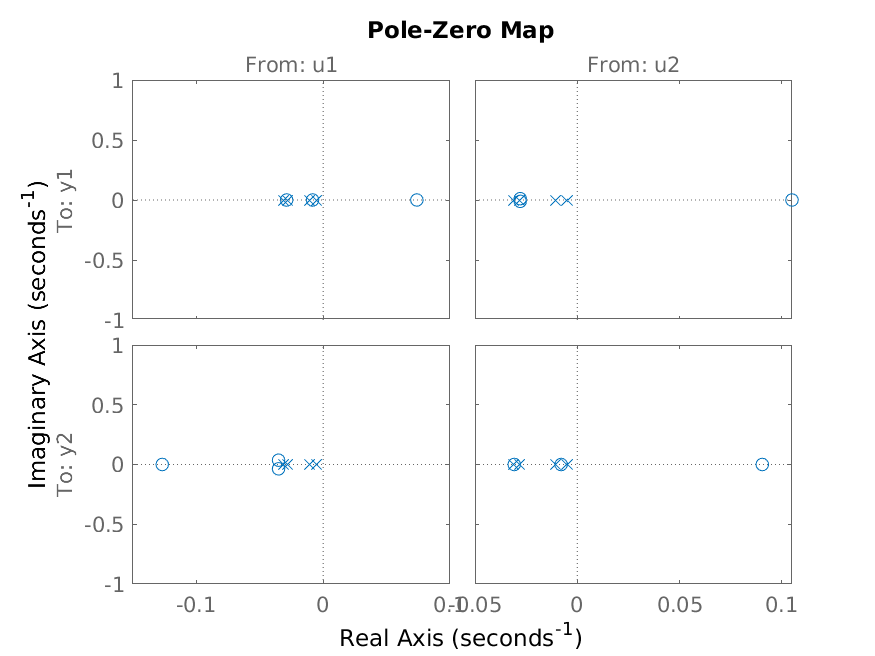 Pole-Zero Map
From: u1
From: u2
Imaginary Axis (seconds⁻¹)
To: y1
1
0.5
0
-0.5
-1
To: y2
1
0.5
0
-0.5
-1
-0.1
0
0.1
-0.05
0
0.05
0.1
Real Axis (seconds⁻¹)